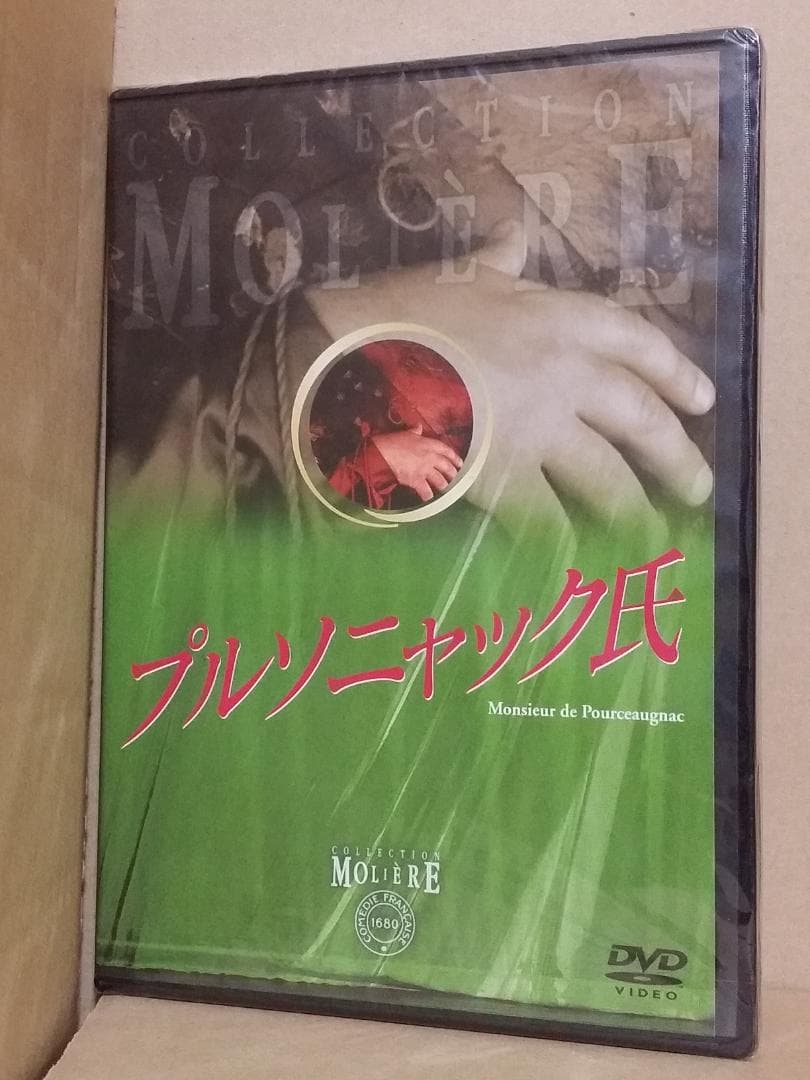 COLLECTION
MOLIÈRE
プルソニャック氏
Monsieur de Pourceaugnac
COLLECTION
MOLIÈRE
COMÉDIE FRANÇAISE
1680
DVD
VIDEO